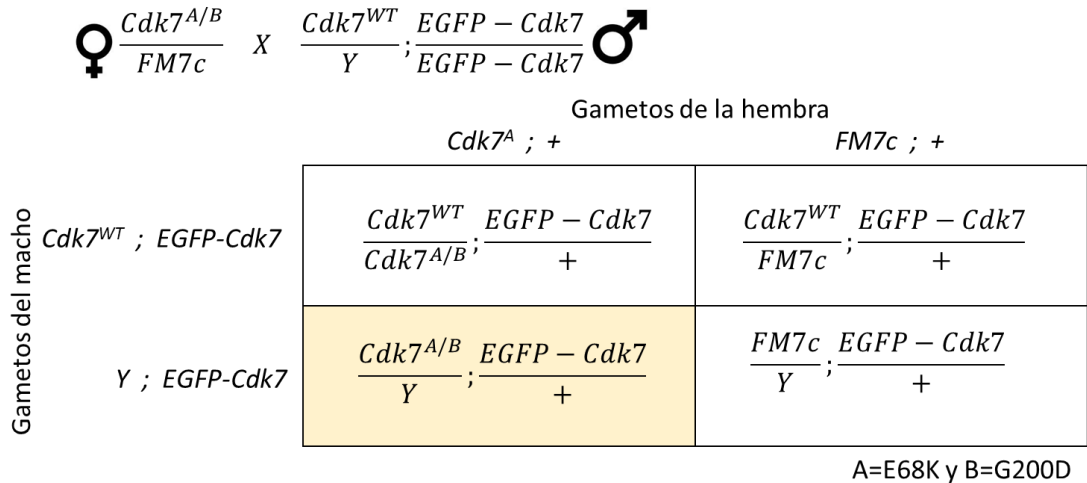 ♀ Cdk7^{A/B}/FM7c X Cdk7^{WT}/Y ; EGFP − Cdk7/EGFP − Cdk7 ♂
Gametos de la hembra
Cdk7^{A} ; + FM7c ; +
Gametos del macho
Cdk7^{WT} ; EGFP-Cdk7 Cdk7^{WT}/Cdk7^{A/B} ; EGFP − Cdk7/+ Cdk7^{WT}/FM7c ; EGFP − Cdk7/+
Y ; EGFP-Cdk7 Cdk7^{A/B}/Y ; EGFP − Cdk7/+ FM7c/Y ; EGFP − Cdk7/+
A=E68K y B=G200D